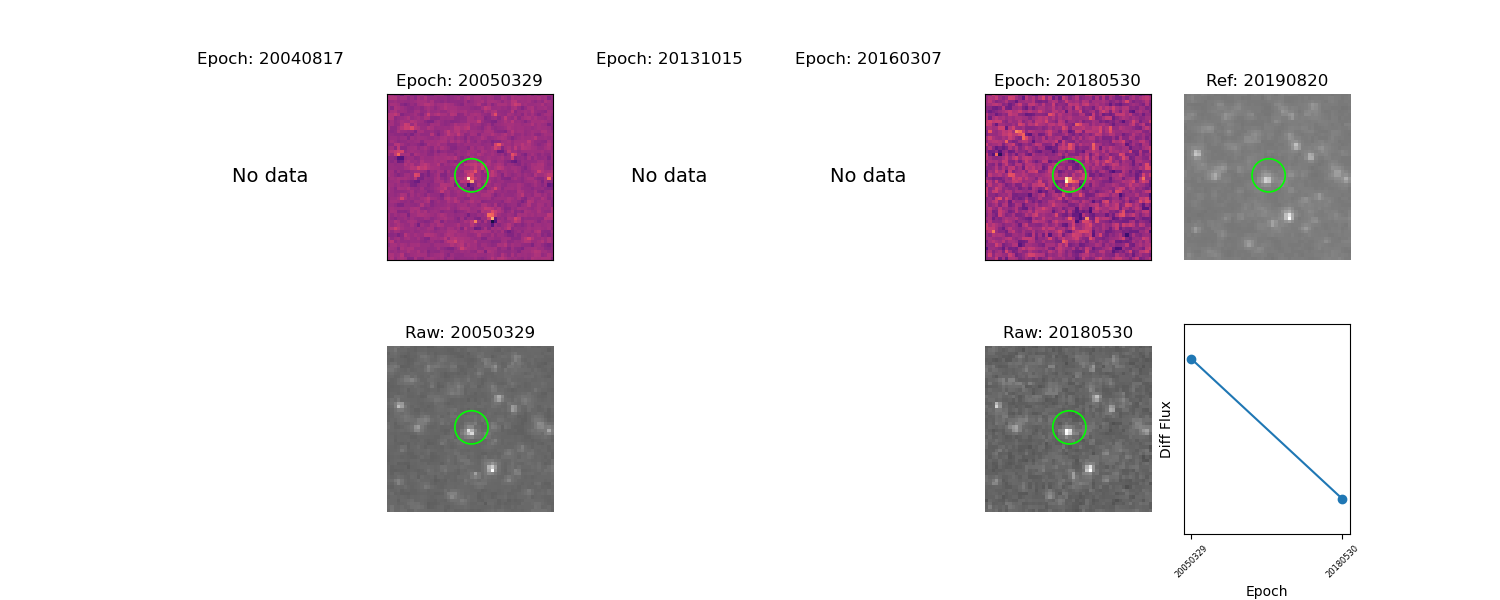 Epoch: 20040817
Epoch: 20050329
Epoch: 20131015
Epoch: 20160307
Epoch: 20180530
Ref: 20190820
No data
No data
No data
Raw: 20050329
Raw: 20180530
Diff Flux
20050329
20180530
Epoch